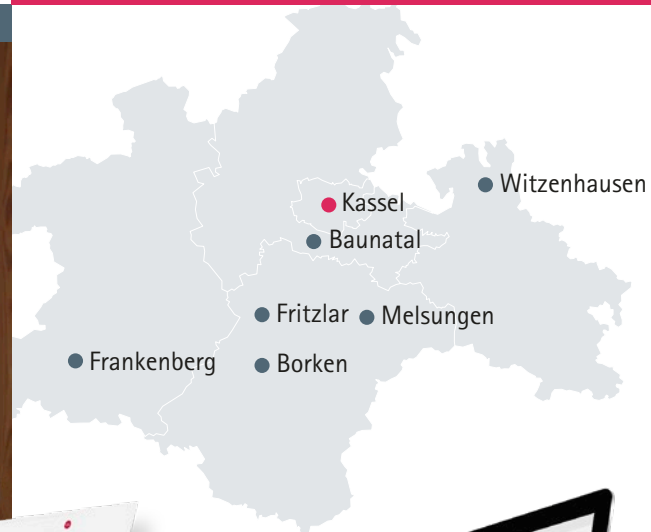 Witzenhausen
Kassel
Baunatal
Fritzlar
Melsungen
Frankenberg
Borken